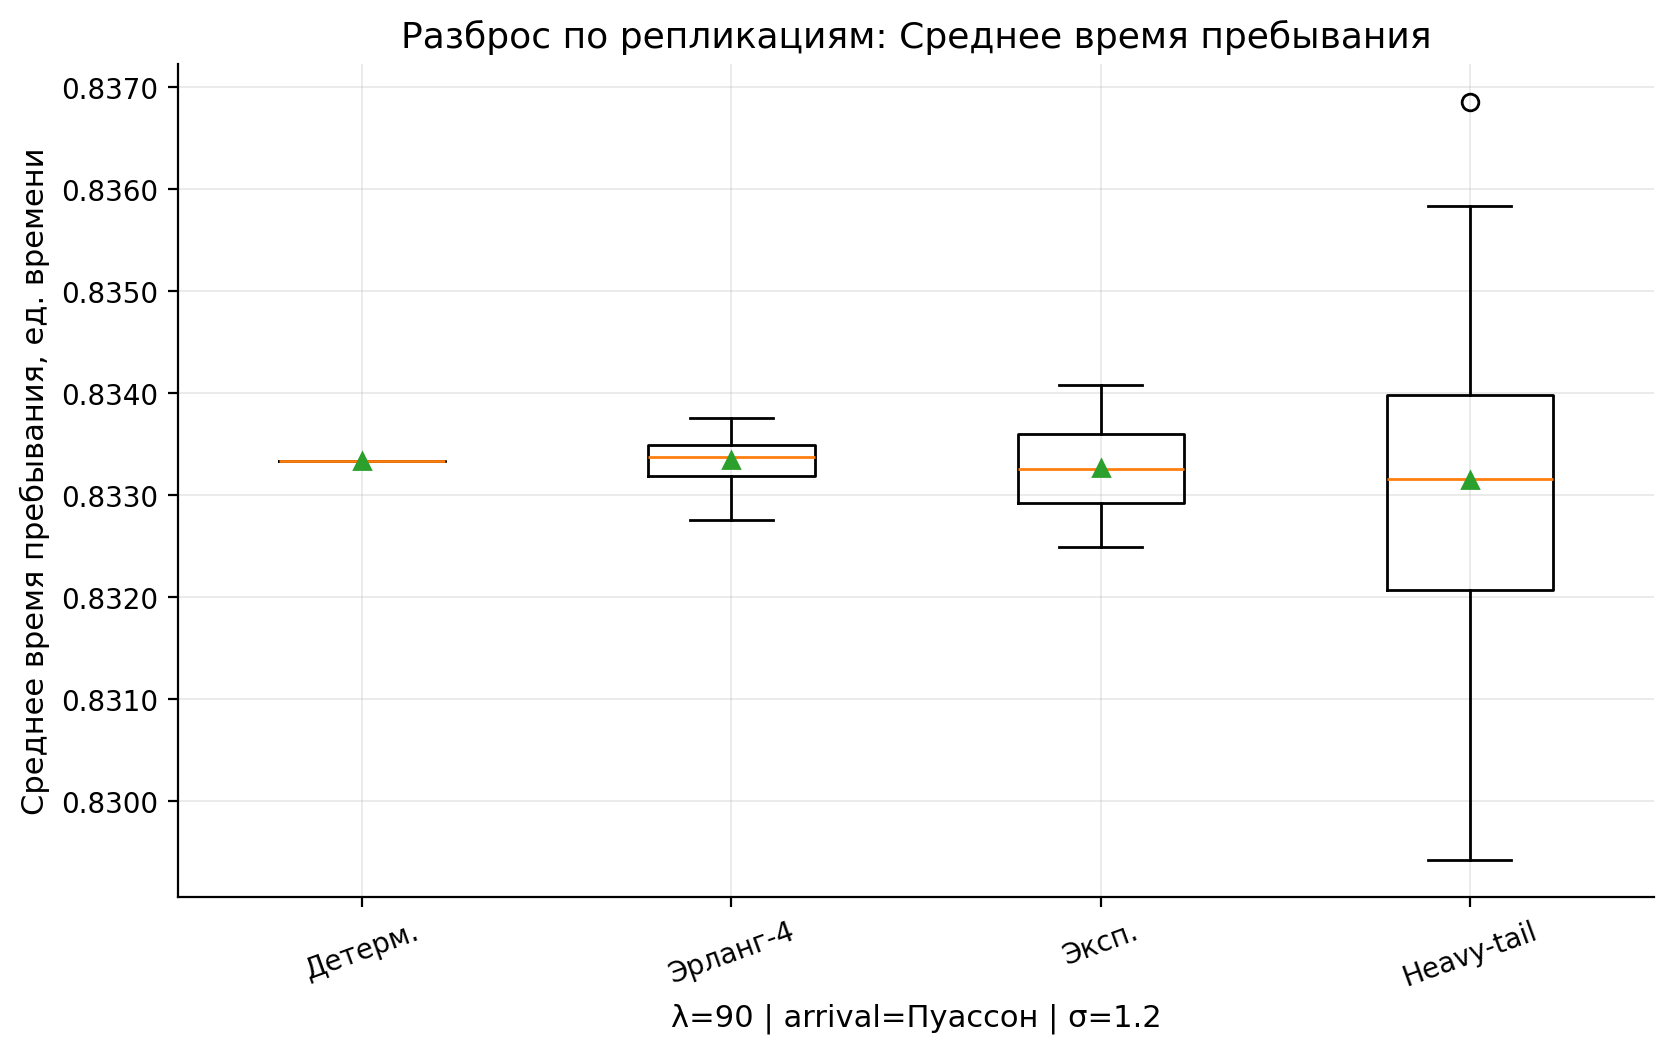 Разброс по репликациям: Среднее время пребывания
Среднее время пребывания, ед. времени
0.8370
0.8360
0.8350
0.8340
0.8330
0.8320
0.8310
0.8300
Детерм.
Эрланг-4
Эксп.
Heavy-tail
λ=90 | arrival=Пуассон | σ=1.2